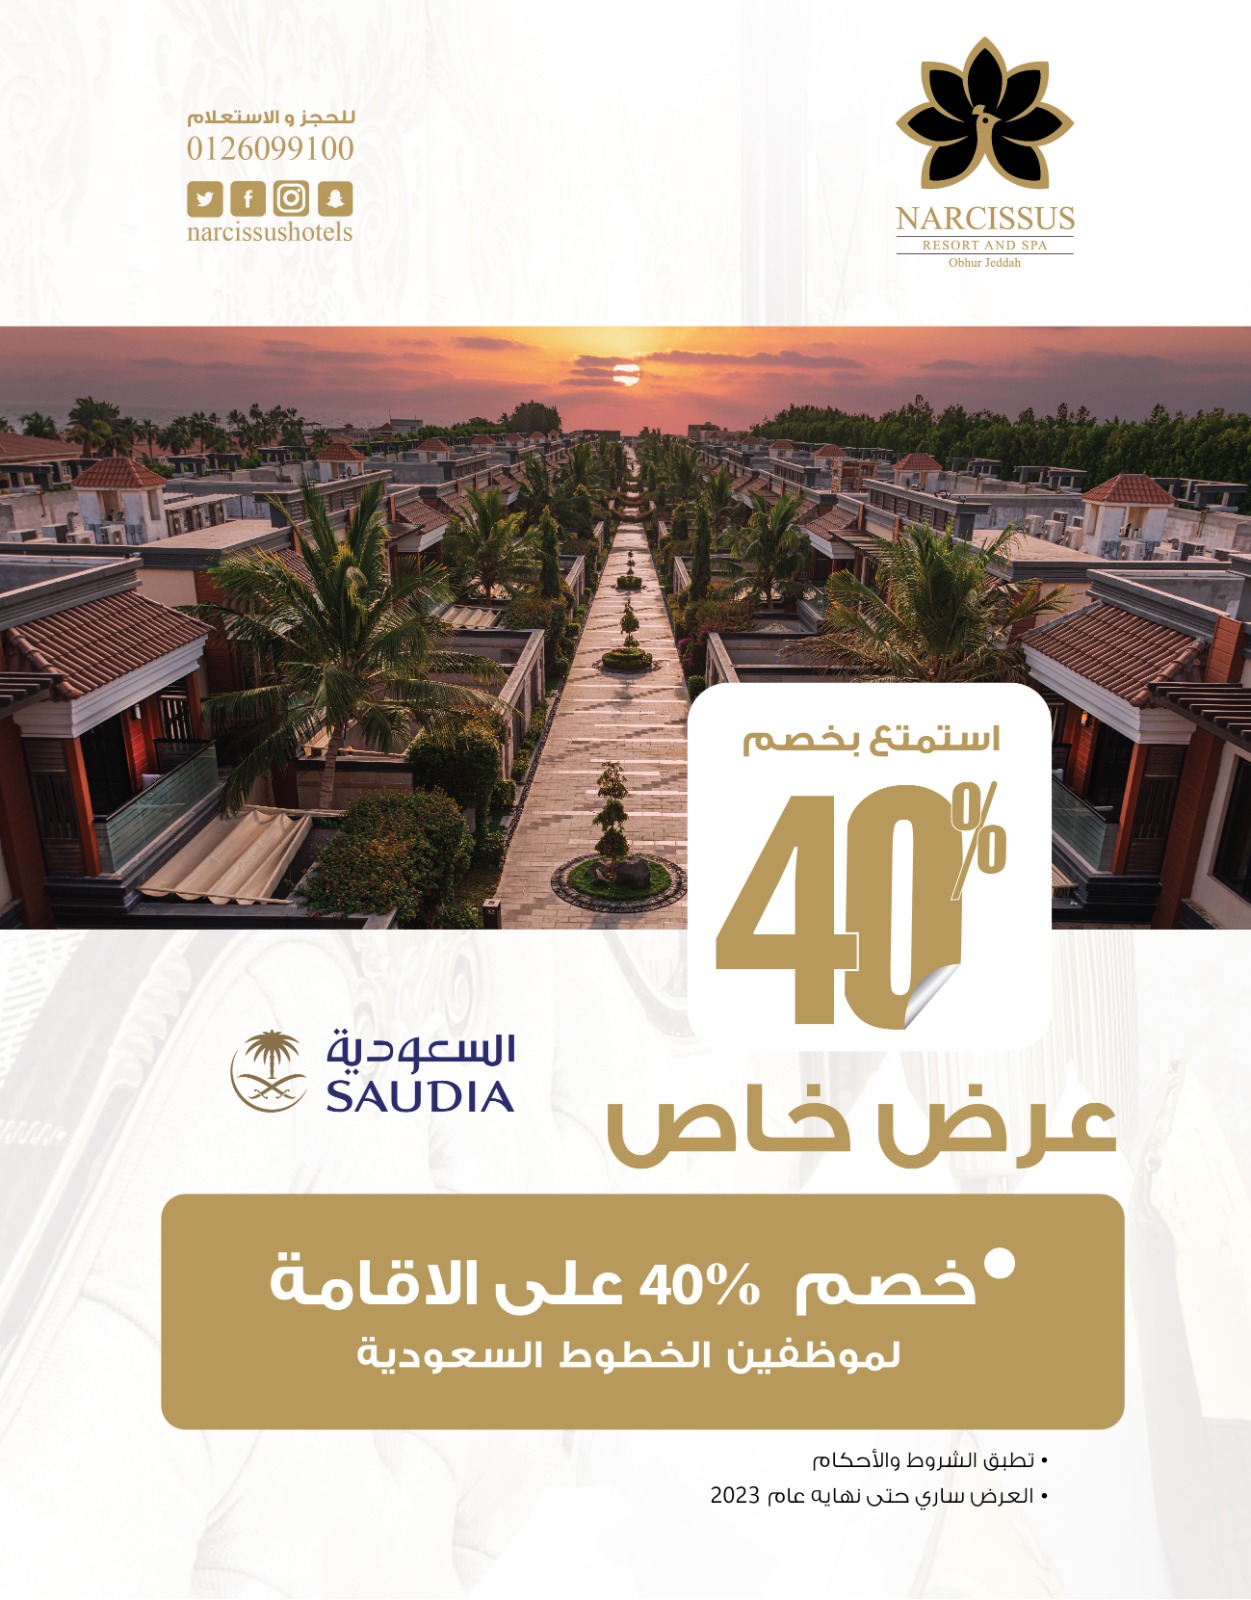 للحجز و الاستعلام
0126099100
narcissushotels
NARCISSUS
RESORT AND SPA
Obhur Jeddah
استمتع بخصم
40%
السعودية
SAUDIA
عرض خاص
خصم 40% على الاقامة
لموظفين الخطوط السعودية
• تطبق الشروط والأحكام
• العرض ساري حتى نهايه عام 2023